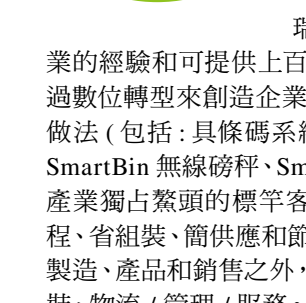 業的經驗和可提供上百
過數位轉型來創造企業
做法 ( 包括 : 具條碼系
SmartBin 無線磅秤、Sm
產業獨占鰲頭的標竿客
程、省組裝、簡供應和節
製造、產品和銷售之外，